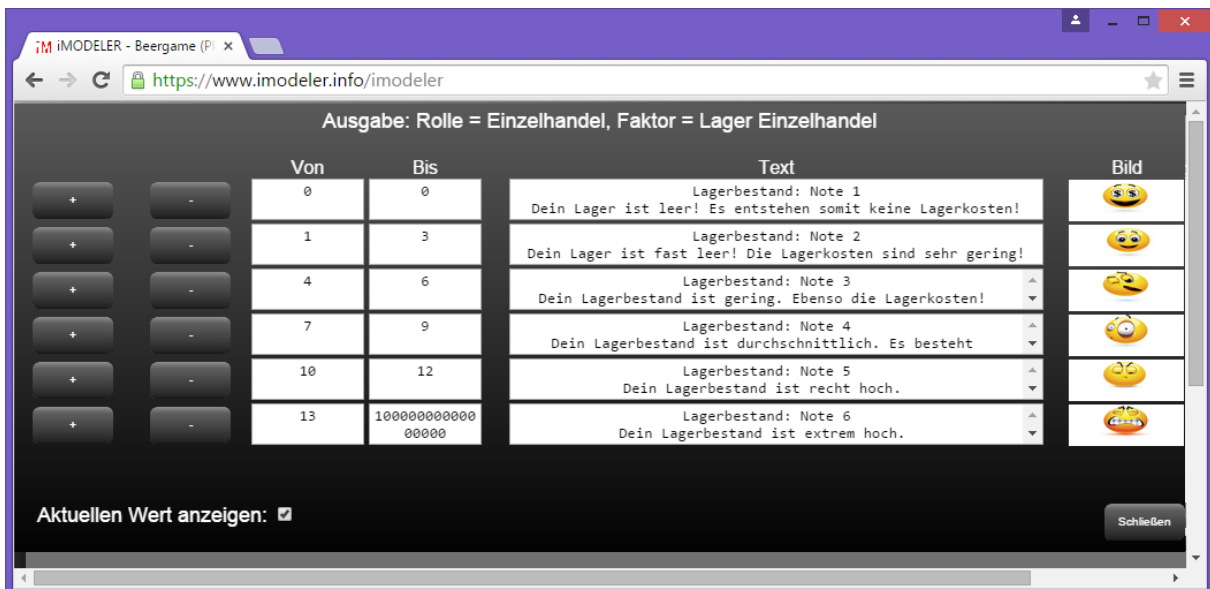 iMODELER - Beergame (Pl
https://www.imodeler.info/imodeler
Ausgabe: Rolle = Einzelhandel, Faktor = Lager Einzelhandel
Von Bis Text Bild
+ - 0 0 Lagerbestand: Note 1
Dein Lager ist leer! Es entstehen somit keine Lagerkosten!
+ - 1 3 Lagerbestand: Note 2
Dein Lager ist fast leer! Die Lagerkosten sind sehr gering!
+ - 4 6 Lagerbestand: Note 3
Dein Lagerbestand ist gering. Ebenso die Lagerkosten!
+ - 7 9 Lagerbestand: Note 4
Dein Lagerbestand ist durchschnittlich. Es besteht
+ - 10 12 Lagerbestand: Note 5
Dein Lagerbestand ist recht hoch.
+ - 13 100000000000 Lagerbestand: Note 6
00000 Dein Lagerbestand ist extrem hoch.
Aktuellen Wert anzeigen:
Schließen